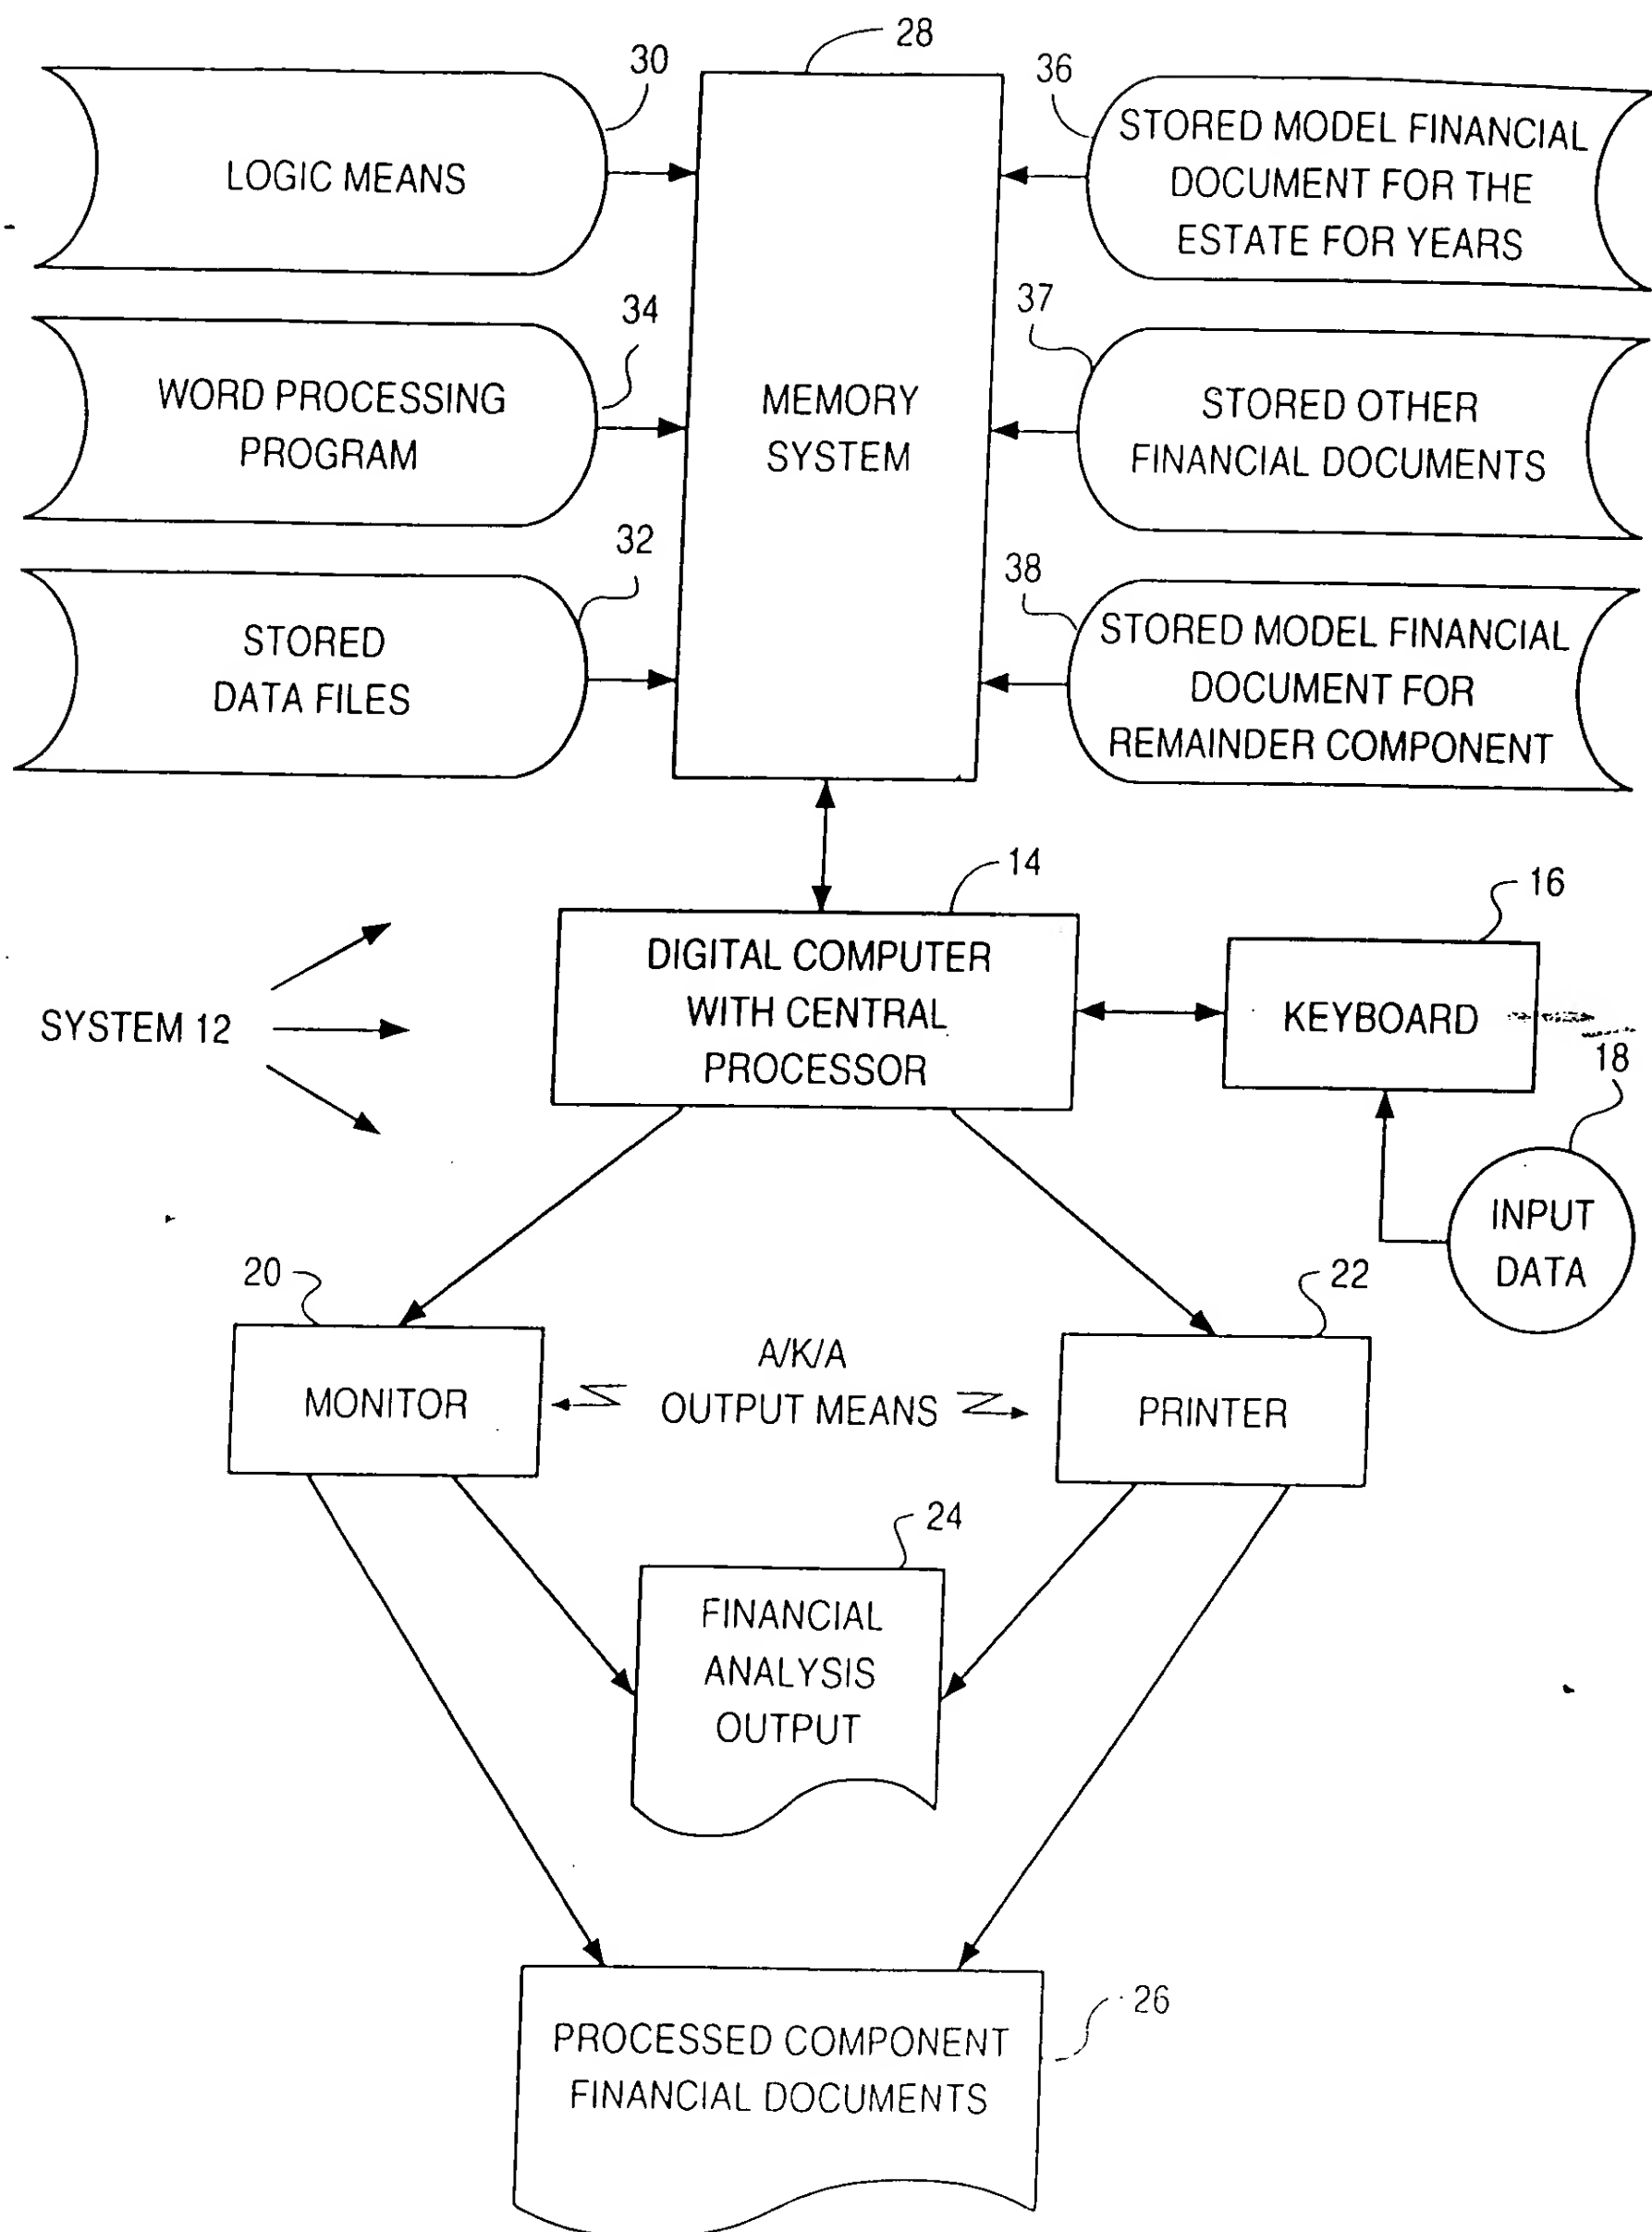 28
30
LOGIC MEANS
36
STORED MODEL FINANCIAL
DOCUMENT FOR THE
ESTATE FOR YEARS
34
WORD PROCESSING
PROGRAM
MEMORY
SYSTEM
37
STORED OTHER
FINANCIAL DOCUMENTS
32
STORED
DATA FILES
38
STORED MODEL FINANCIAL
DOCUMENT FOR
REMAINDER COMPONENT
14
DIGITAL COMPUTER
WITH CENTRAL
PROCESSOR
16
KEYBOARD
SYSTEM 12
18
INPUT
DATA
20
MONITOR
A/K/A
OUTPUT MEANS
22
PRINTER
24
FINANCIAL
ANALYSIS
OUTPUT
26
PROCESSED COMPONENT
FINANCIAL DOCUMENTS